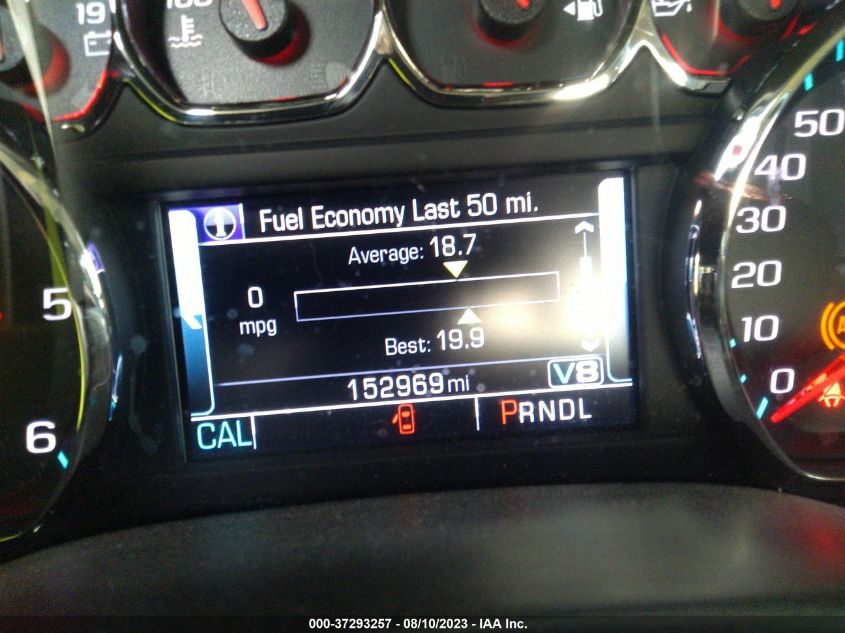 19
100
Fuel Economy Last 50 mi.
Average: 18.7
0
mpg
Best: 19.9
152969 mi
V8
CAL
PRNDL
5
6
50
40
30
20
10
0
000-37293257 - 08/10/2023 - IAA Inc.